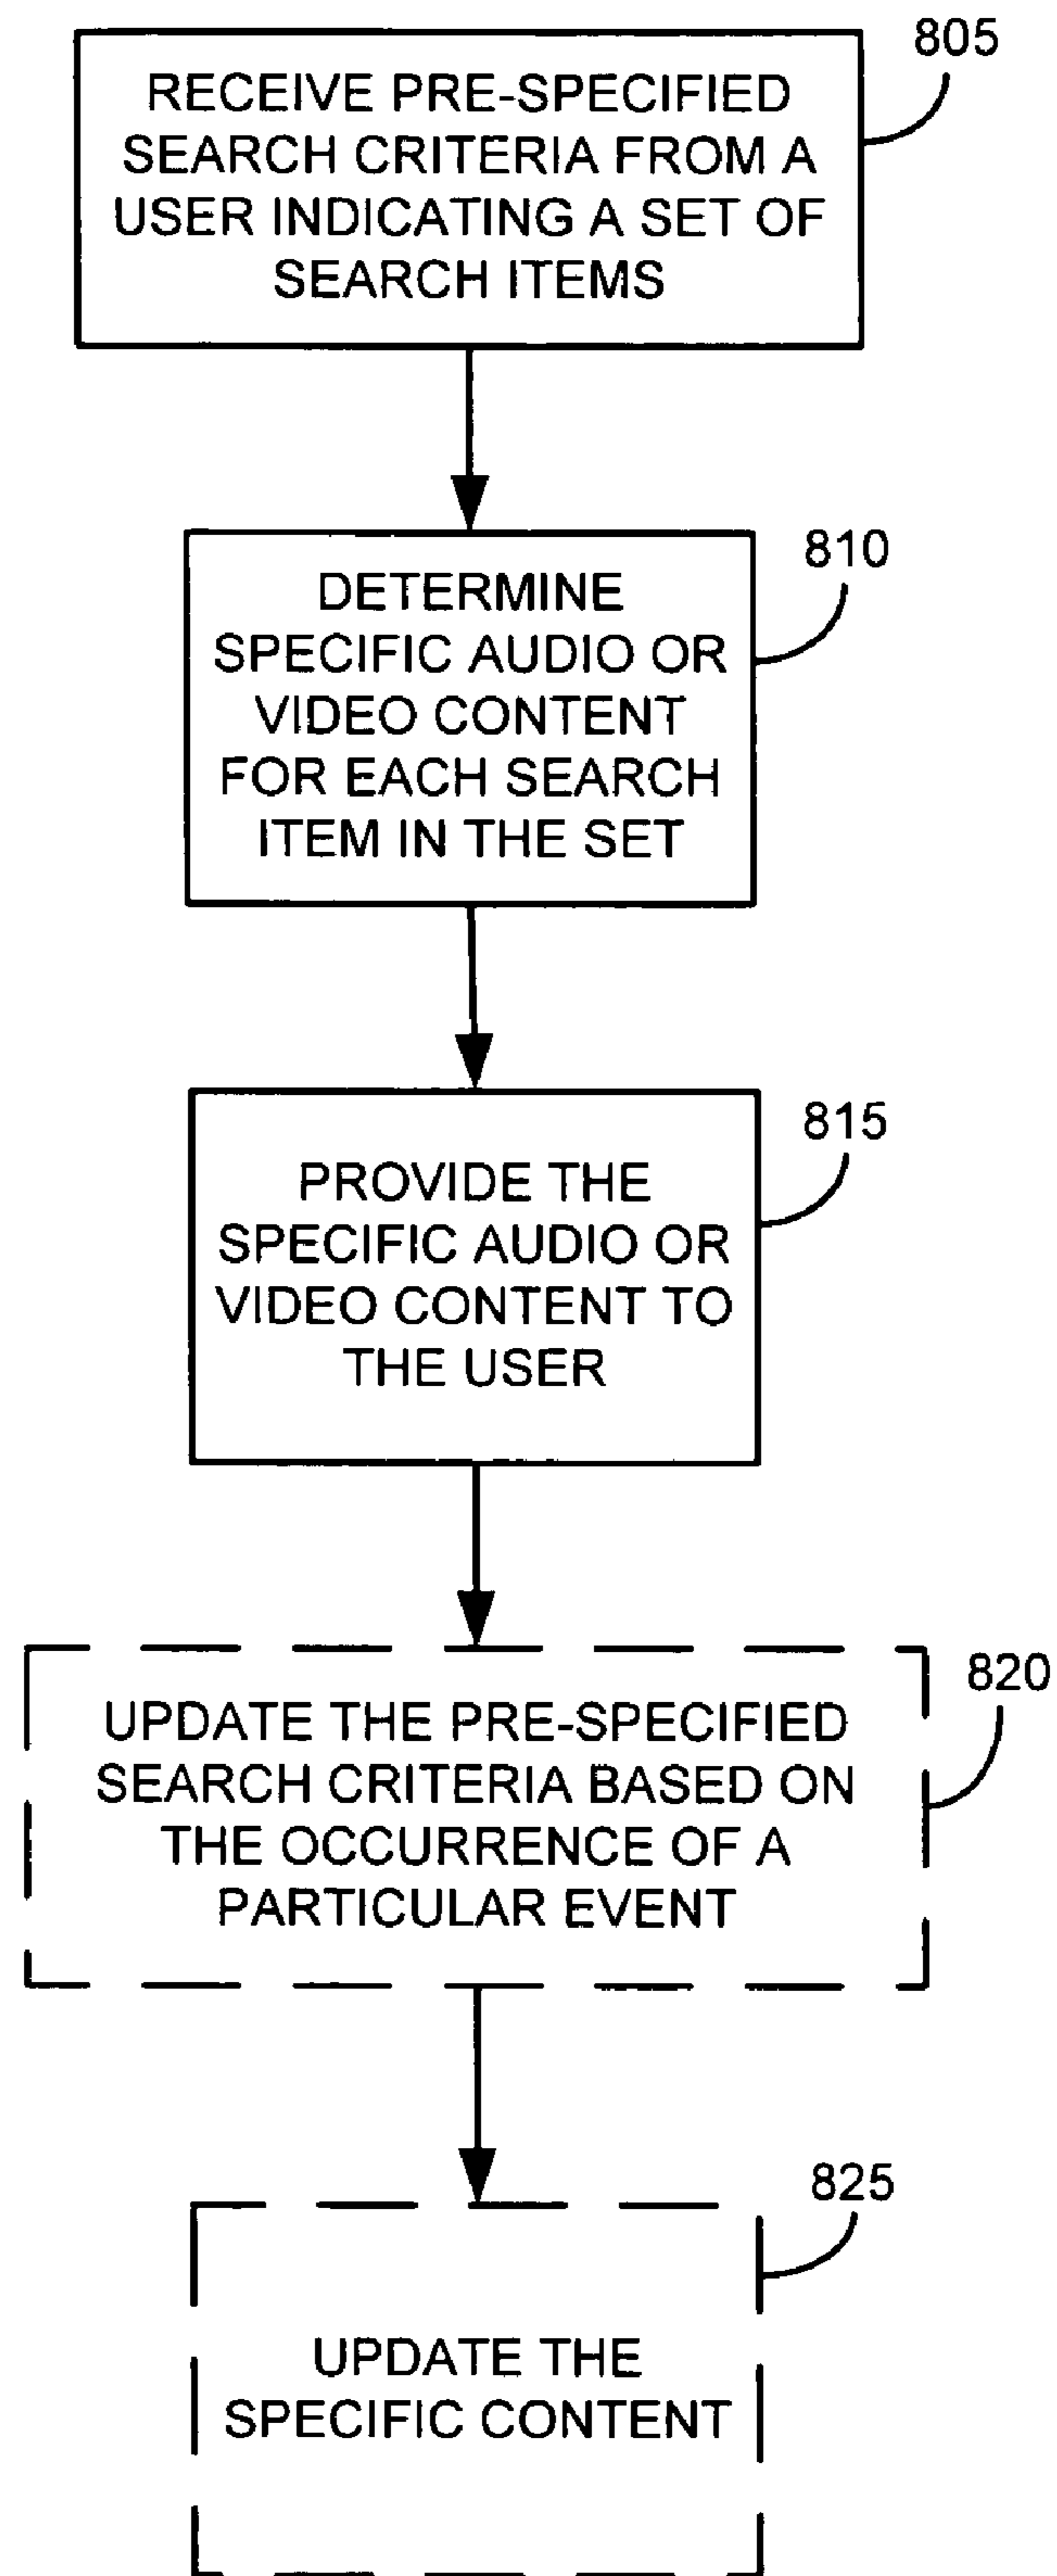 805
RECEIVE PRE-SPECIFIED
SEARCH CRITERIA FROM A
USER INDICATING A SET OF
SEARCH ITEMS
810
DETERMINE
SPECIFIC AUDIO OR
VIDEO CONTENT
FOR EACH SEARCH
ITEM IN THE SET
815
PROVIDE THE
SPECIFIC AUDIO OR
VIDEO CONTENT TO
THE USER
820
UPDATE THE PRE-SPECIFIED
SEARCH CRITERIA BASED ON
THE OCCURRENCE OF A
PARTICULAR EVENT
825
UPDATE THE
SPECIFIC CONTENT